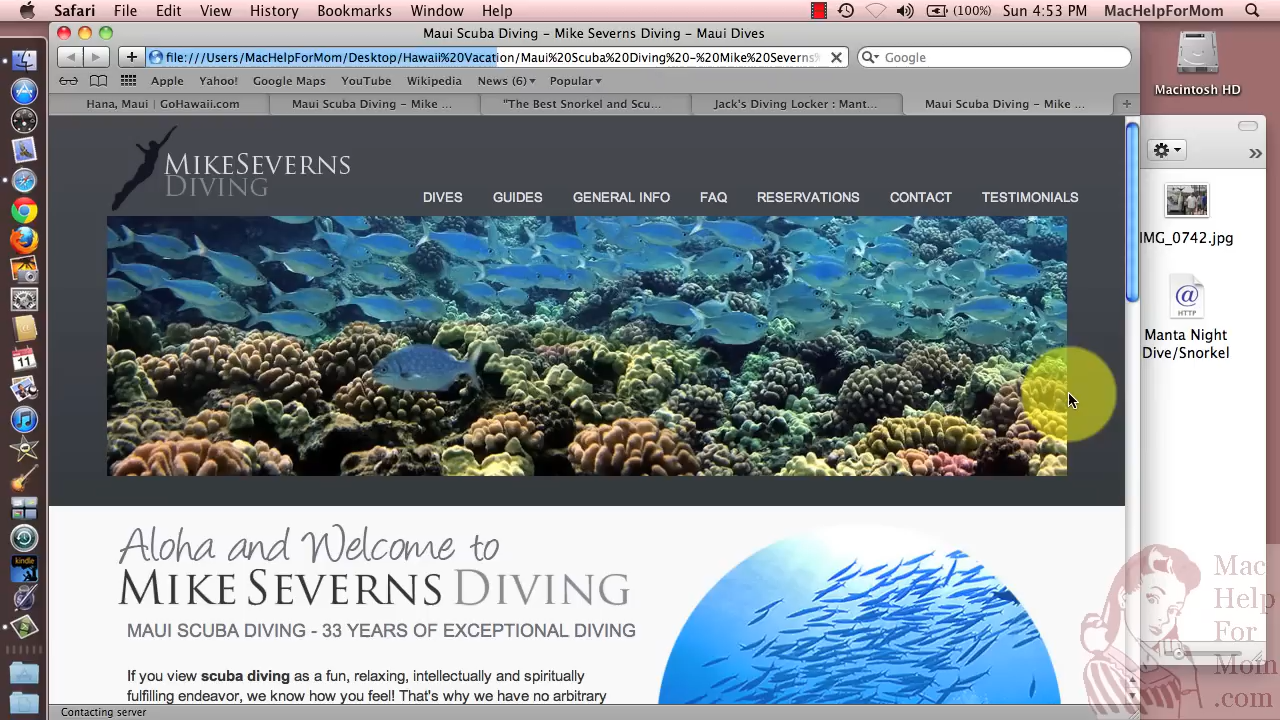 Safari File Edit View History Bookmarks Window Help (100%) Sun 4:53 PM MacHelpForMom
Maui Scuba Diving – Mike Severns Diving – Maui Dives
file:///Users/MacHelpForMom/Desktop/Hawaii%20Vacation/Maui%20Scuba%20Diving%20-%20Mike%20Severns%
Google
Apple Yahoo! Google Maps YouTube Wikipedia News (6) Popular
Hana, Maui | GoHawaii.com Maui Scuba Diving – Mike ... "The Best Snorkel and Scu... Jack's Diving Locker : Mant... Maui Scuba Diving – Mike ...
Macintosh HD
MIKESEVERNS
DIVING
DIVES GUIDES GENERAL INFO FAQ RESERVATIONS CONTACT TESTIMONIALS
IMG_0742.jpg
HTTP
Manta Night
Dive/Snorkel
11
kindle
Aloha and Welcome to
MIKE SEVERNS DIVING
MAUI SCUBA DIVING - 33 YEARS OF EXCEPTIONAL DIVING
If you view scuba diving as a fun, relaxing, intellectually and spiritually
fulfilling endeavor, we know how you feel! That's why we have no arbitrary
Contacting server
Mac
Help
For
Mom
.com